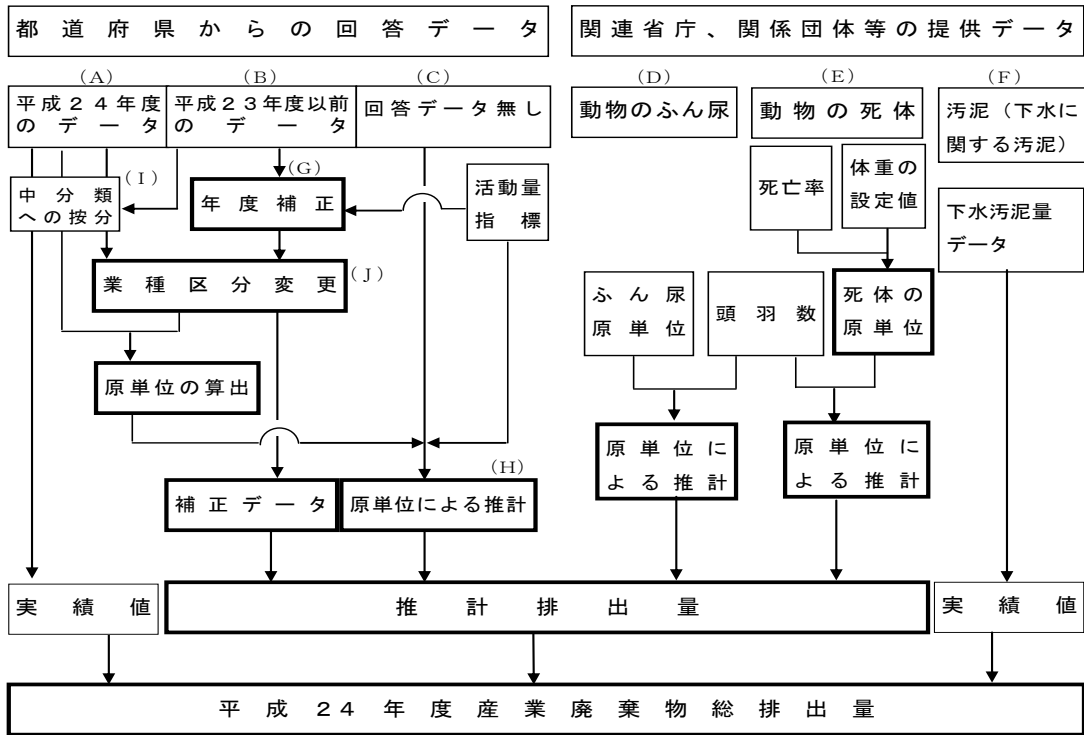 都道府県からの回答データ
関連省庁、関係団体等の提供データ
(A)
(B)
(C)
(D)
(E)
(F)
平成24年度
のデータ
平成23年度以前
のデータ
回答データ無し
動物のふん尿
動物の死体
汚泥（下水に
関する汚泥）
(I)
中分類
への按分
(G)
年度補正
活動量
指標
死亡率
体重の
設定値
下水汚泥量
データ
業種区分変更
(J)
ふん尿
原単位
頭羽数
死体の
原単位
原単位の算出
原単位に
よる推計
原単位に
よる推計
(H)
補正データ
原単位による推計
実績値
推計排出量
実績値
平成24年度産業廃棄物総排出量